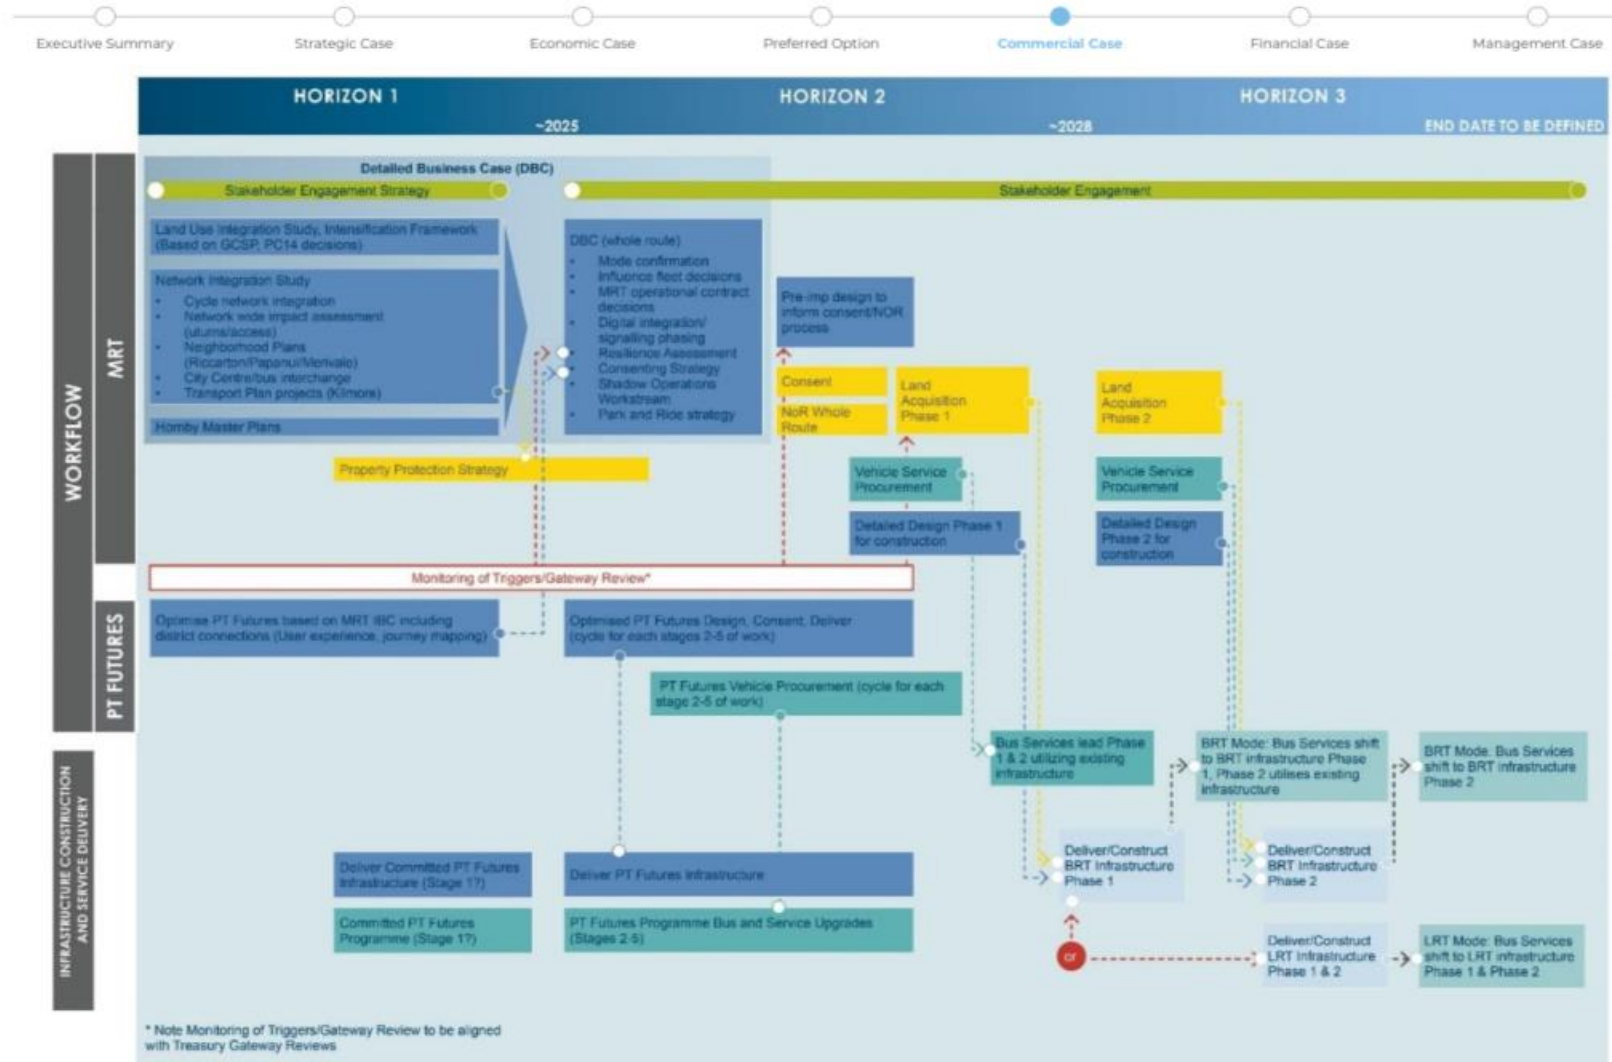 Executive Summary
Strategic Case
Economic Case
Preferred Option
Commercial Case
Financial Case
Management Case
HORIZON 1
HORIZON 2
HORIZON 3
~2025
~2028
END DATE TO BE DEFINED
WORKFLOW
MRT
PT FUTURES
INFRASTRUCTURE CONSTRUCTION
AND SERVICE DELIVERY
Detailed Business Case (DBC)
Stakeholder Engagement Strategy
Stakeholder Engagement
Land Use Integration Study, Intensification Framework
(Based on GCSP, PC14 decisions)
Network Integration Study
• Cycle network integration
• Network wide impact assessment
(uturns/access)
• Neighborhood Plans
(Riccarton/Papanui/Merivale)
• City Centre/bus interchange
• Transport Plan projects (Kilmore)
Hornby Master Plans
DBC (whole route)
• Mode confirmation
• Influence fleet decisions
• MRT operational contract
decisions
• Digital integration/
signalling phasing
• Resilience Assessment
• Consenting Strategy
• Shadow Operations
Workstream
• Park and Ride strategy
Pre-imp design to
inform consent/NOR
process
Consent
NoR Whole
Route
Land
Acquisition
Phase 1
Land
Acquisition
Phase 2
Property Protection Strategy
Vehicle Service
Procurement
Vehicle Service
Procurement
Detailed Design Phase 1
for construction
Detailed Design
Phase 2 for
construction
Monitoring of Triggers/Gateway Review*
Optimise PT Futures based on MRT IBC including
district connections (User experience, journey mapping)
Optimised PT Futures Design, Consent, Deliver
(cycle for each stages 2-5 of work)
PT Futures Vehicle Procurement (cycle for each
stage 2-5 of work)
Bus Services lead Phase
1 & 2 utilizing existing
infrastructure
BRT Mode: Bus Services shift
to BRT infrastructure Phase
1, Phase 2 utilises existing
infrastructure
BRT Mode: Bus Services
shift to BRT infrastructure
Phase 2
Deliver/Construct
BRT Infrastructure
Phase 1
Deliver/Construct
BRT Infrastructure
Phase 2
Deliver Committed PT Futures
Infrastructure (Stage 1?)
Deliver PT Futures Infrastructure
Committed PT Futures
Programme (Stage 1?)
PT Futures Programme Bus and Service Upgrades
(Stages 2-5)
or
Deliver/Construct
LRT Infrastructure
Phase 1 & 2
LRT Mode: Bus Services
shift to LRT infrastructure
Phase 1 & Phase 2
* Note Monitoring of Triggers/Gateway Review to be aligned
with Treasury Gateway Reviews